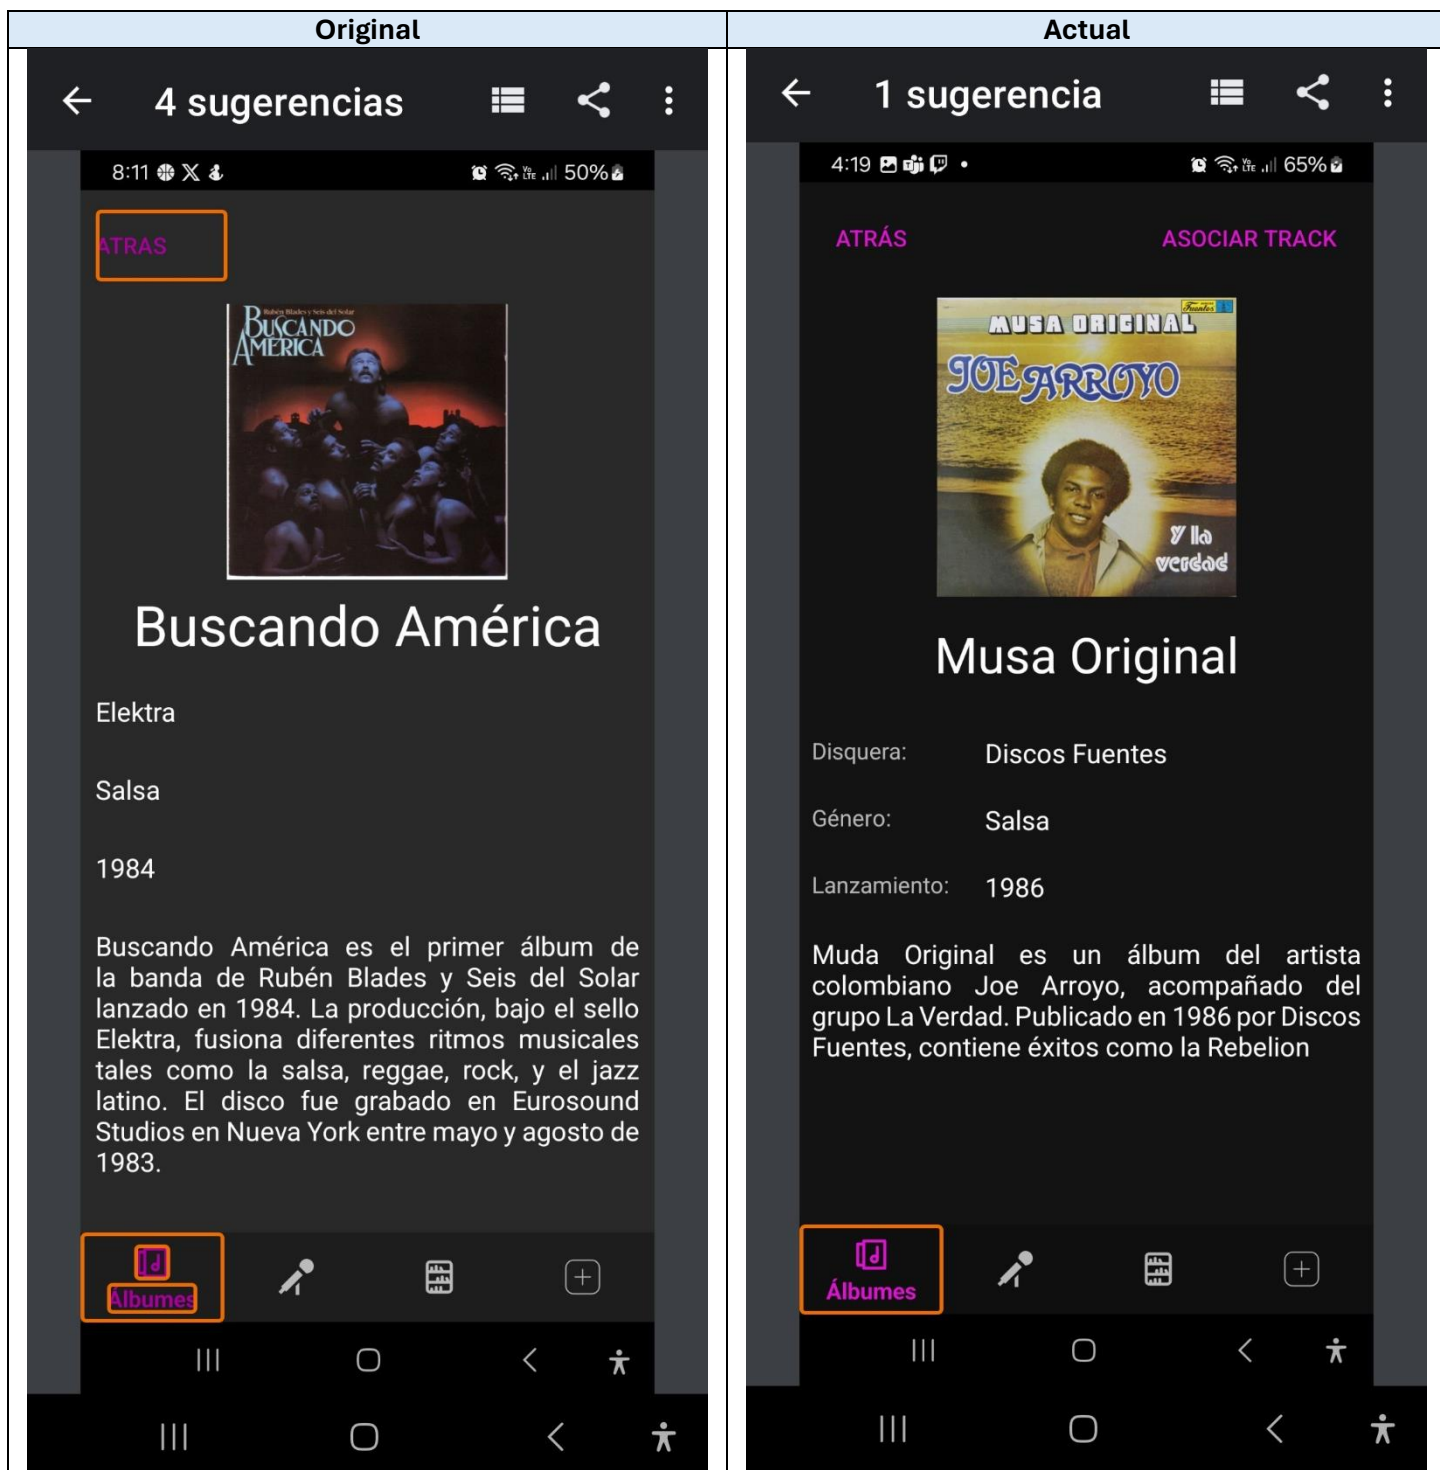 Original
Actual
4 sugerencias
8:11
50%
ATRAS
Rubén Blades y Seis del Solar
BUSCANDO
AMERICA
Buscando América
Elektra
Salsa
1984
Buscando América es el primer álbum de
la banda de Rubén Blades y Seis del Solar
lanzado en 1984. La producción, bajo el sello
Elektra, fusiona diferentes ritmos musicales
tales como la salsa, reggae, rock, y el jazz
latino. El disco fue grabado en Eurosound
Studios en Nueva York entre mayo y agosto de
1983.
Álbumes
1 sugerencia
4:19
65%
ATRÁS
ASOCIAR TRACK
Fuentes
MUSA ORIGINAL
JOE ARROYO
y la
verdad
Musa Original
Disquera: Discos Fuentes
Género: Salsa
Lanzamiento: 1986
Muda Original es un álbum del artista
colombiano Joe Arroyo, acompañado del
grupo La Verdad. Publicado en 1986 por Discos
Fuentes, contiene éxitos como la Rebelion
Álbumes